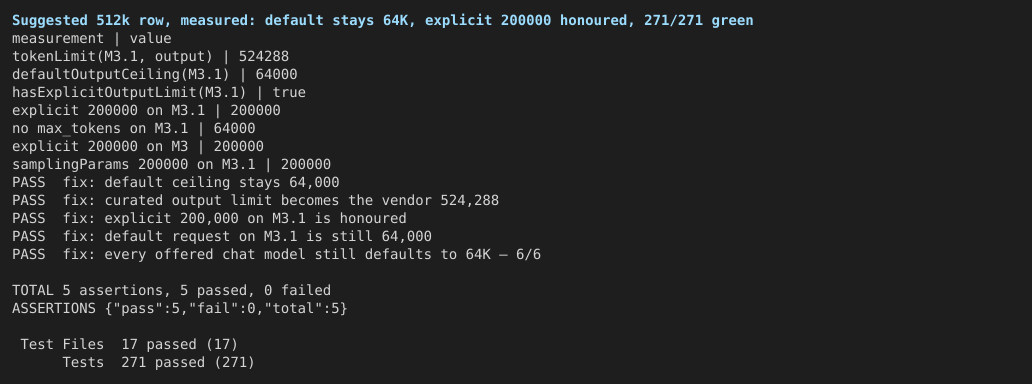 Suggested 512k row, measured: default stays 64K, explicit 200000 honoured, 271/271 green
measurement | value
tokenLimit(M3.1, output) | 524288
defaultOutputCeiling(M3.1) | 64000
hasExplicitOutputLimit(M3.1) | true
explicit 200000 on M3.1 | 200000
no max_tokens on M3.1 | 64000
explicit 200000 on M3 | 200000
samplingParams 200000 on M3.1 | 200000
PASS  fix: default ceiling stays 64,000
PASS  fix: curated output limit becomes the vendor 524,288
PASS  fix: explicit 200,000 on M3.1 is honoured
PASS  fix: default request on M3.1 is still 64,000
PASS  fix: every offered chat model still defaults to 64K — 6/6

TOTAL 5 assertions, 5 passed, 0 failed
ASSERTIONS {"pass":5,"fail":0,"total":5}

 Test Files  17 passed (17)
      Tests  271 passed (271)